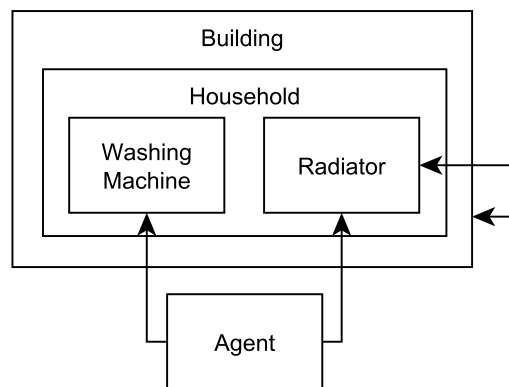 Building
Household
Washing
Machine
Radiator
Agent